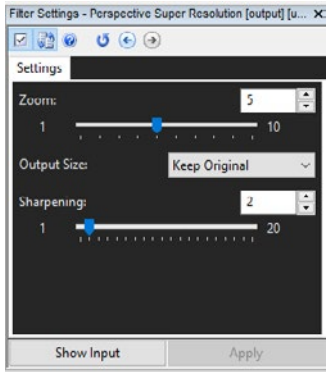 Filter Settings - Perspective Super Resolution [output] [u...
Settings
Zoom: 5
1 10
Output Size: Keep Original
Sharpening: 2
1 20
Show Input Apply